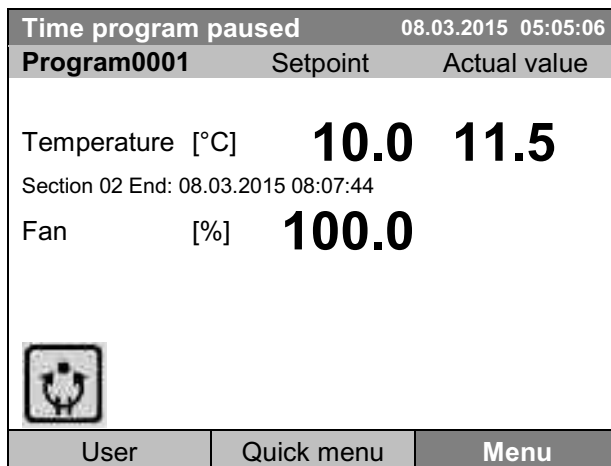 Time program paused 08.03.2015 05:05:06
Program0001 Setpoint Actual value
Temperature [°C] 10.0 11.5
Section 02 End: 08.03.2015 08:07:44
Fan [%] 100.0
User Quick menu Menu